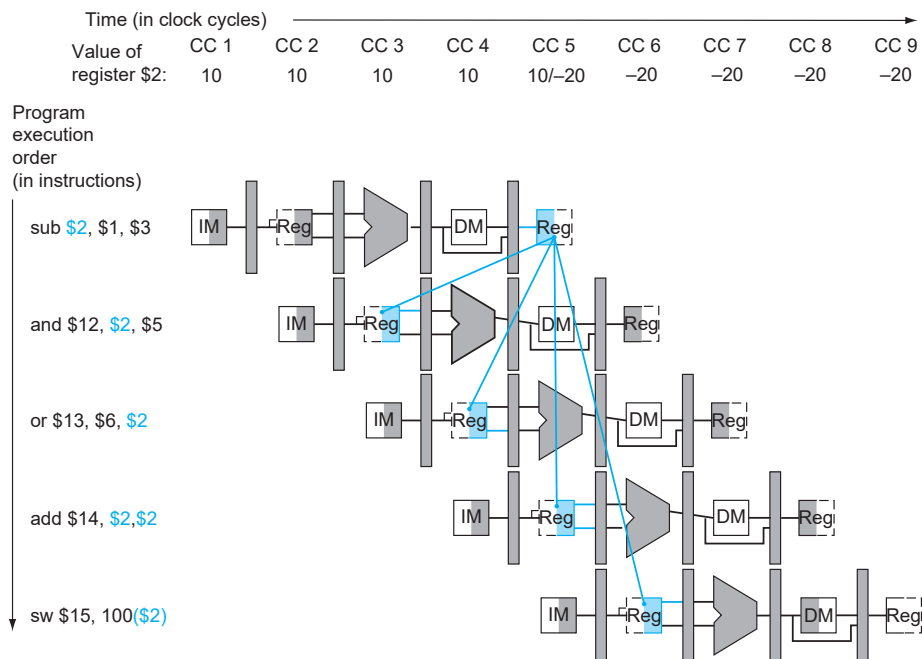 Time (in clock cycles)
CC 1 CC 2 CC 3 CC 4 CC 5 CC 6 CC 7 CC 8 CC 9
Value of
register $2: 10 10 10 10 10/–20 –20 –20 –20 –20
Program
execution
order
(in instructions)
sub $2, $1, $3 IM Reg DM Reg
and $12, $2, $5 IM Reg DM Reg
or $13, $6, $2 IM Reg DM Reg
add $14, $2,$2 IM Reg DM Reg
sw $15, 100($2) IM Reg DM Reg